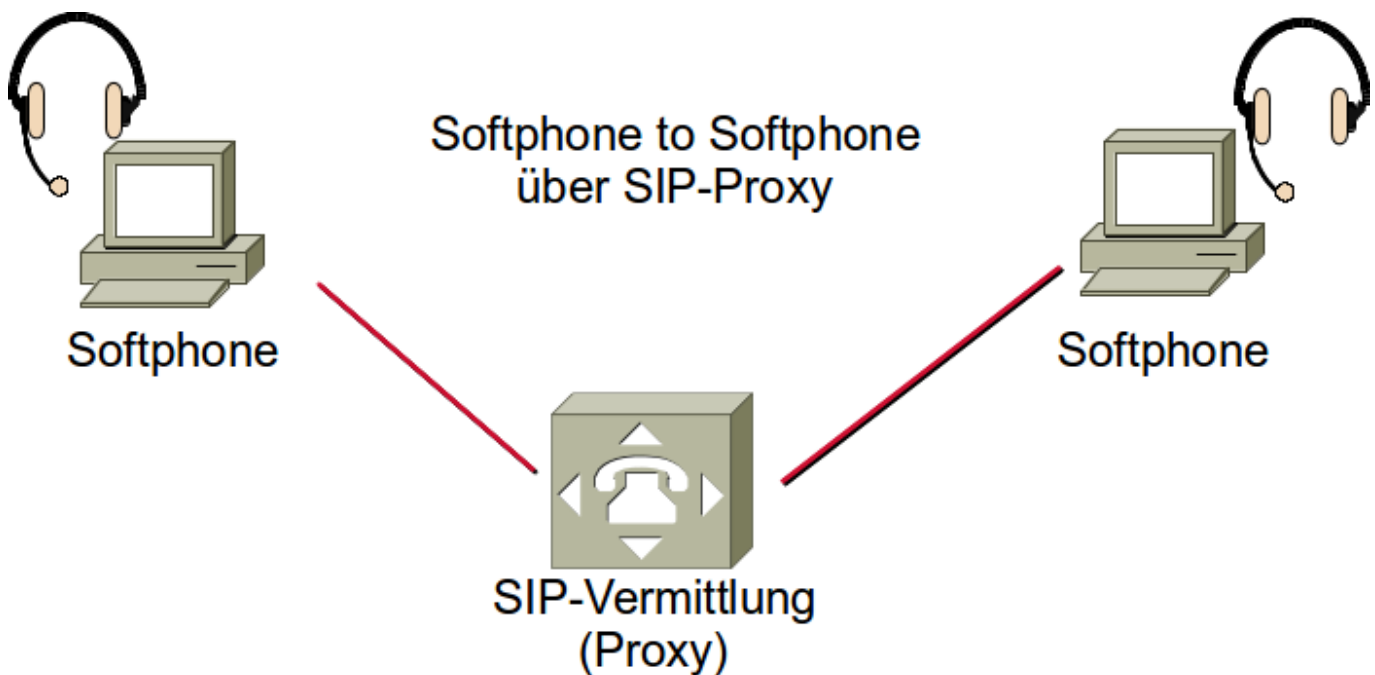 Softphone to Softphone
über SIP-Proxy
Softphone
Softphone
SIP-Vermittlung
(Proxy)